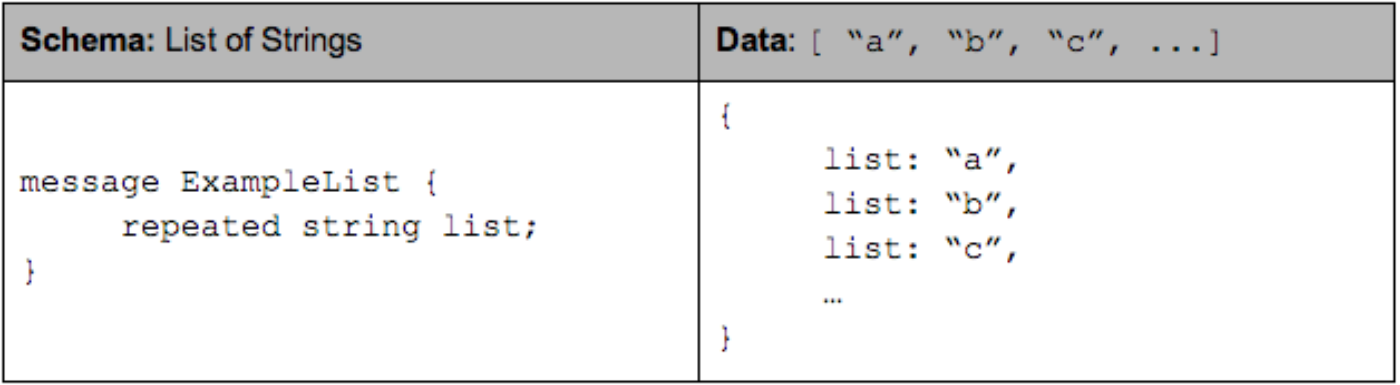 Schema: List of Strings
Data: [ “a”, “b”, “c”, ...]
message ExampleList {
repeated string list;
}
{
list: “a”,
list: “b”,
list: “c”,
…
}